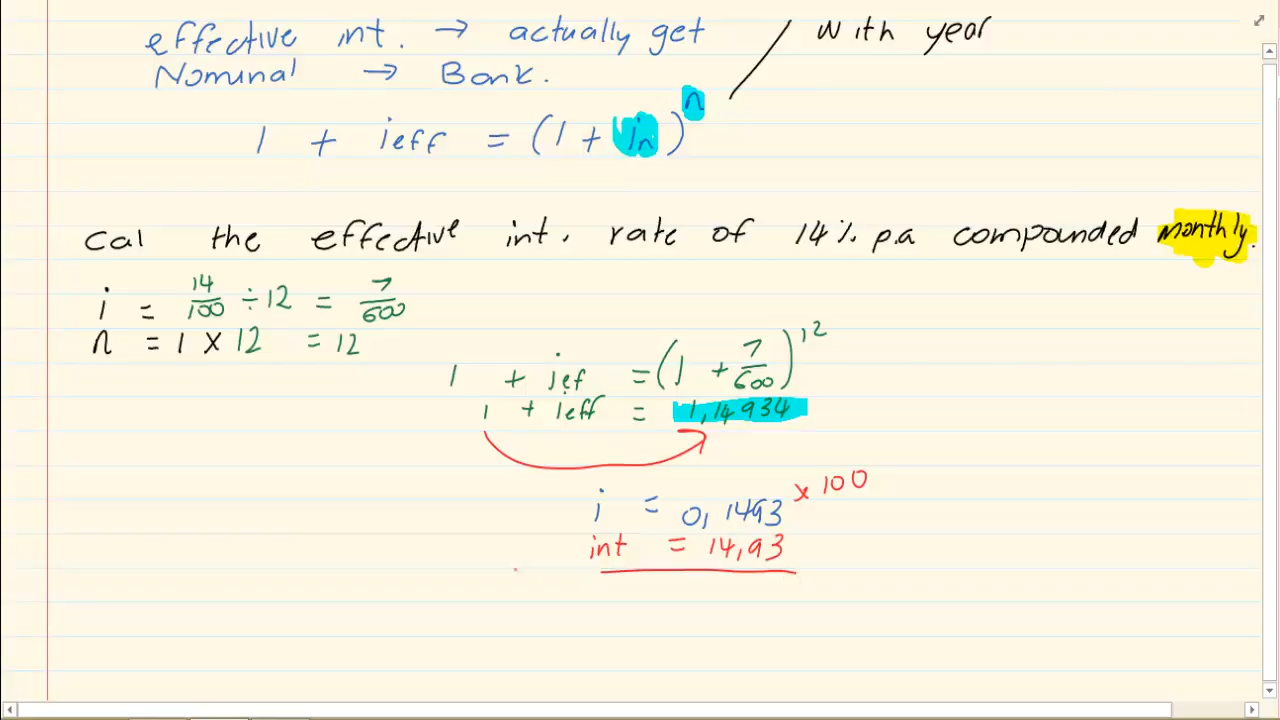 effective int. → actually get / With year
Nominal → Bank.
1 + ieff = (1 + in)^n
Cal the effective int. rate of 14% p.a compounded monthly.
i = 14/100 ÷ 12 = 7/600
n = 1 × 12 = 12
1 + ief = (1 + 7/600)^12
1 + ieff = 1,14934
i = 0,1493 × 100
int = 14,93